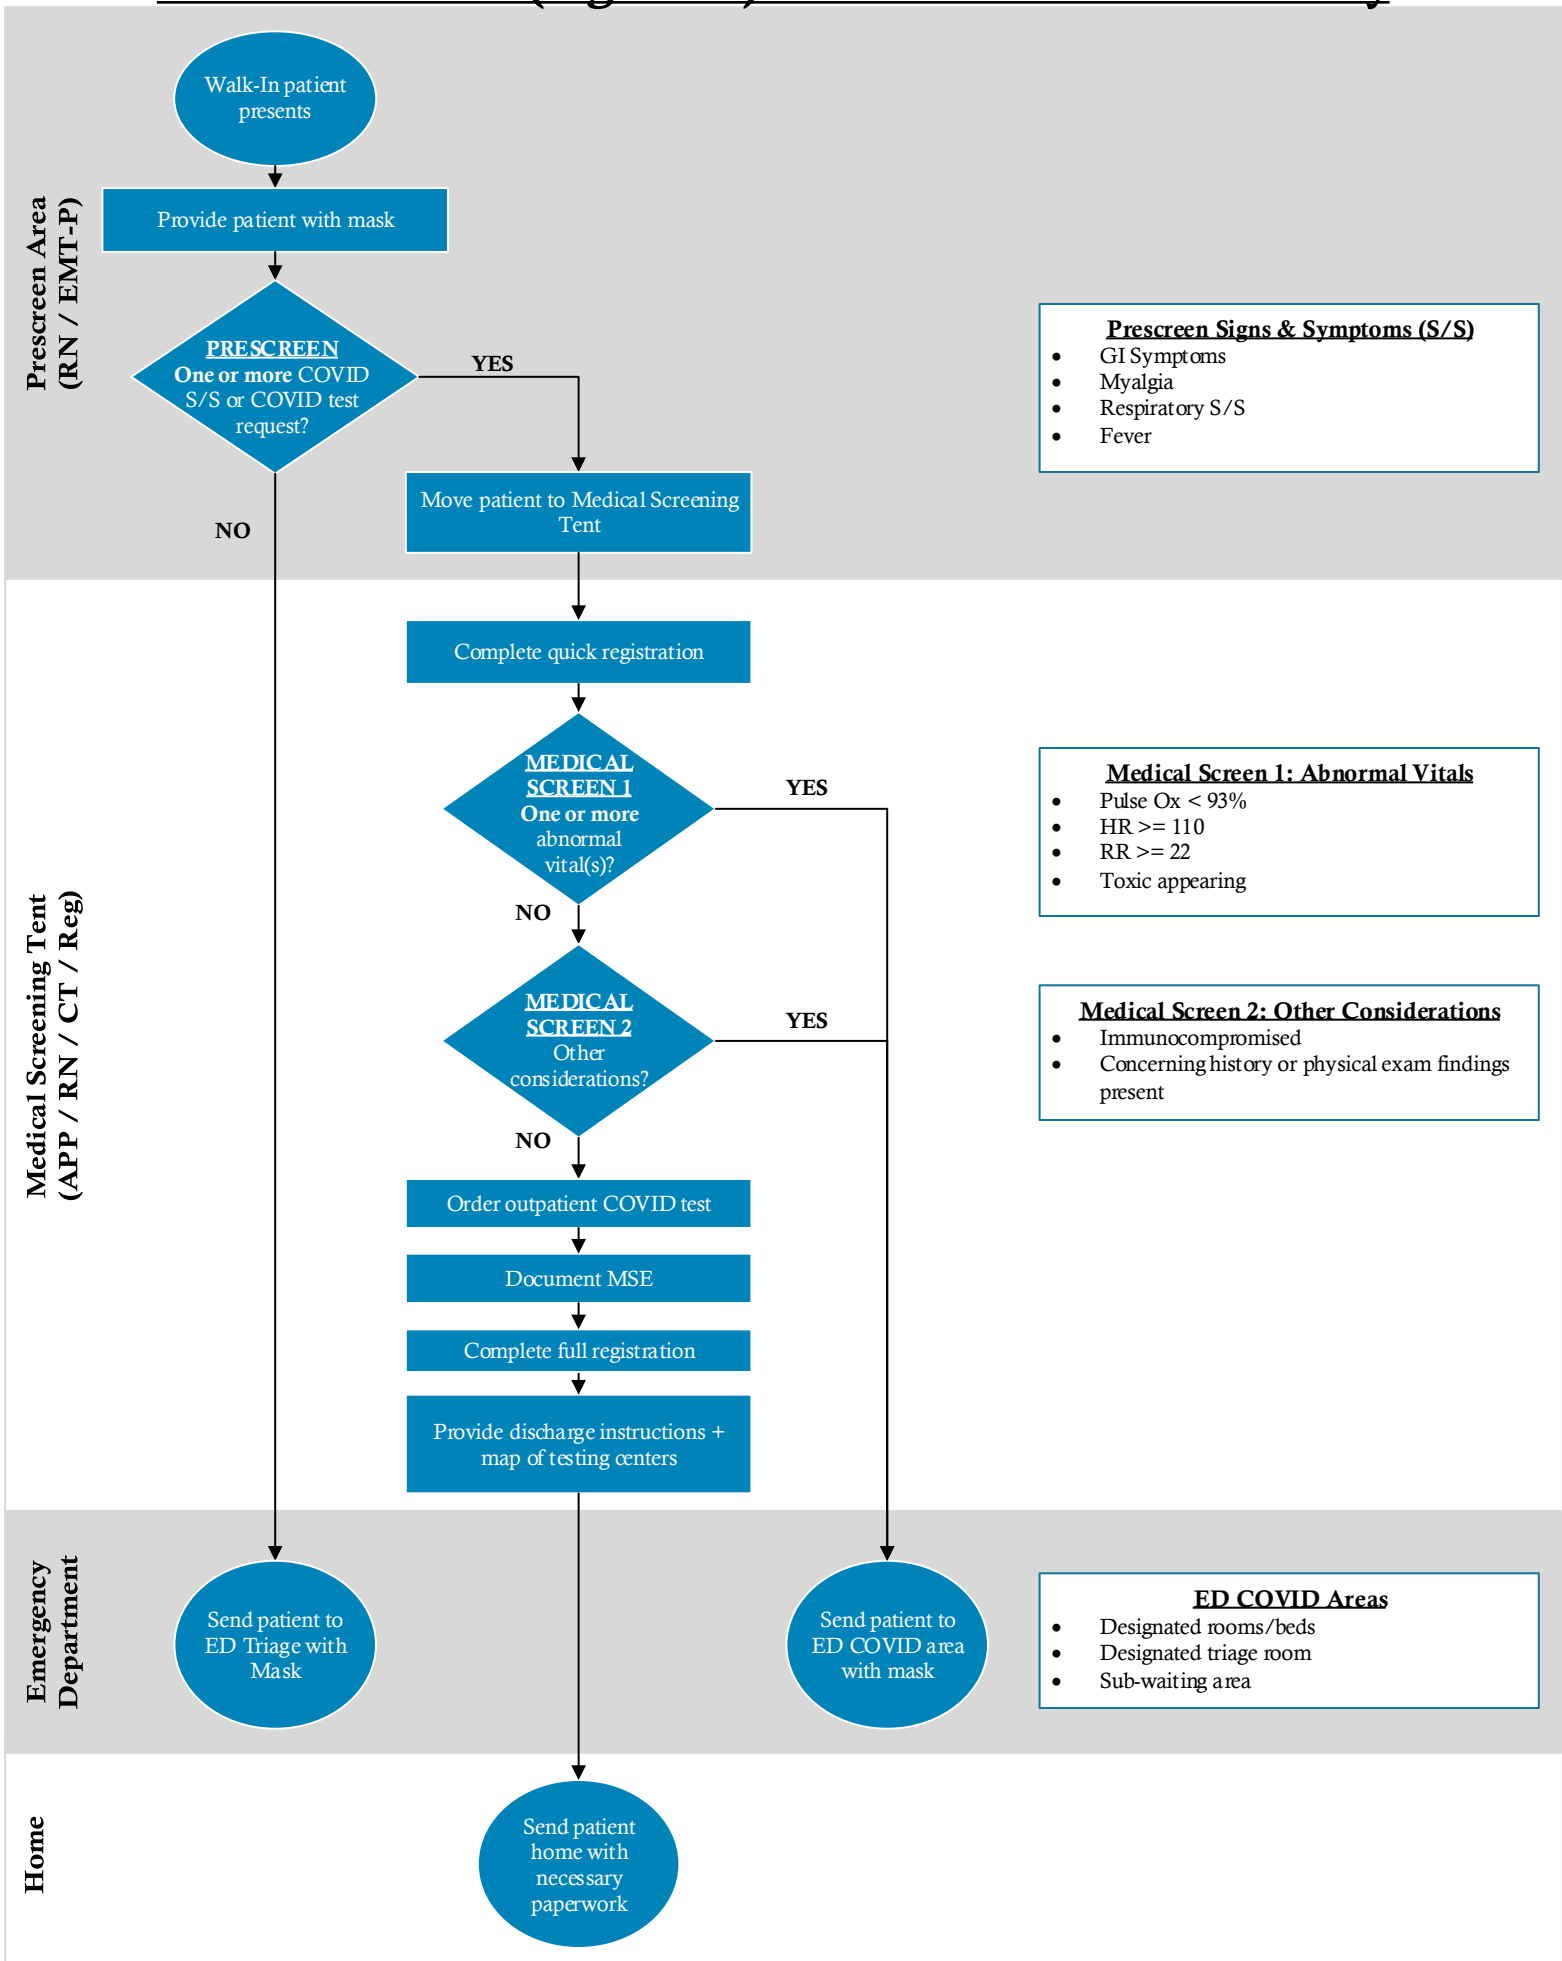 Walk-In patient
presents
Provide patient with mask
Prescreen Area
(RN / EMT-P)
PRESCREEN
One or more COVID
S/S or COVID test
request?
YES
NO
Move patient to Medical Screening
Tent
Prescreen Signs & Symptoms (S/S)
• GI Symptoms
• Myalgia
• Respiratory S/S
• Fever
Medical Screening Tent
(APP / RN / CT / Reg)
Complete quick registration
MEDICAL
SCREEN 1
One or more
abnormal
vital(s)?
YES
NO
Medical Screen 1: Abnormal Vitals
• Pulse Ox < 93%
• HR >= 110
• RR >= 22
• Toxic appearing
MEDICAL
SCREEN 2
Other
considerations?
YES
NO
Medical Screen 2: Other Considerations
• Immunocompromised
• Concerning history or physical exam findings
present
Order outpatient COVID test
Document MSE
Complete full registration
Provide discharge instructions +
map of testing centers
Emergency
Department
Send patient to
ED Triage with
Mask
Send patient to
ED COVID area
with mask
ED COVID Areas
• Designated rooms/beds
• Designated triage room
• Sub-waiting area
Home
Send patient
home with
necessary
paperwork